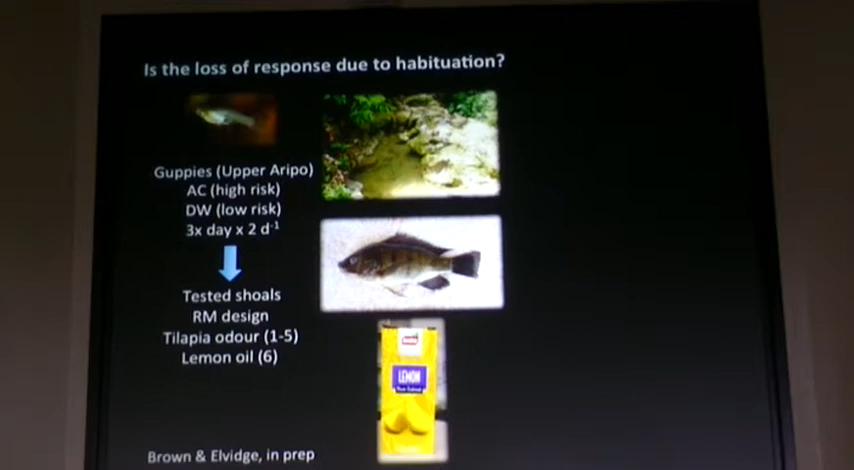 Is the loss of response due to habituation?
Guppies (Upper Aripo)
AC (high risk)
DW (low risk)
3x day x 2 d⁻¹
Tested shoals
RM design
Tilapia odour (1-5)
Lemon oil (6)
LEMON
Brown & Elvidge, in prep